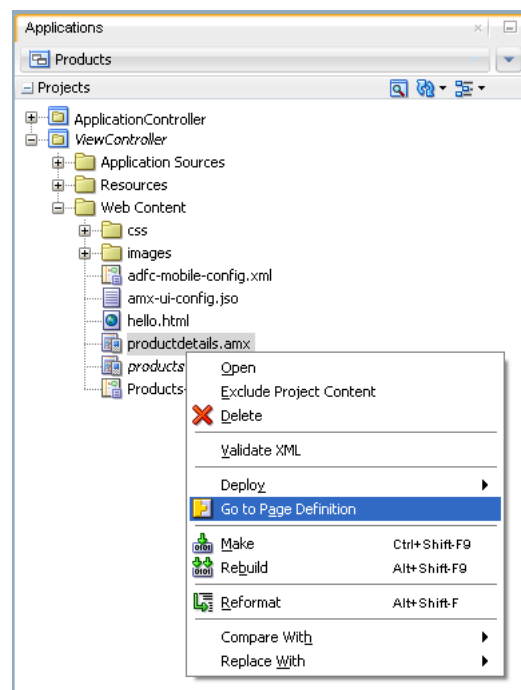 Applications
Products
Projects
ApplicationController
ViewController
Application Sources
Resources
Web Content
css
images
adfc-mobile-config.xml
amx-ui-config.jso
hello.html
productdetails.amx
products
Products-
Open
Exclude Project Content
Delete
Validate XML
Deploy
Go to Page Definition
Make Ctrl+Shift-F9
Rebuild Alt+Shift-F9
Reformat Alt+Shift-F
Compare With
Replace With